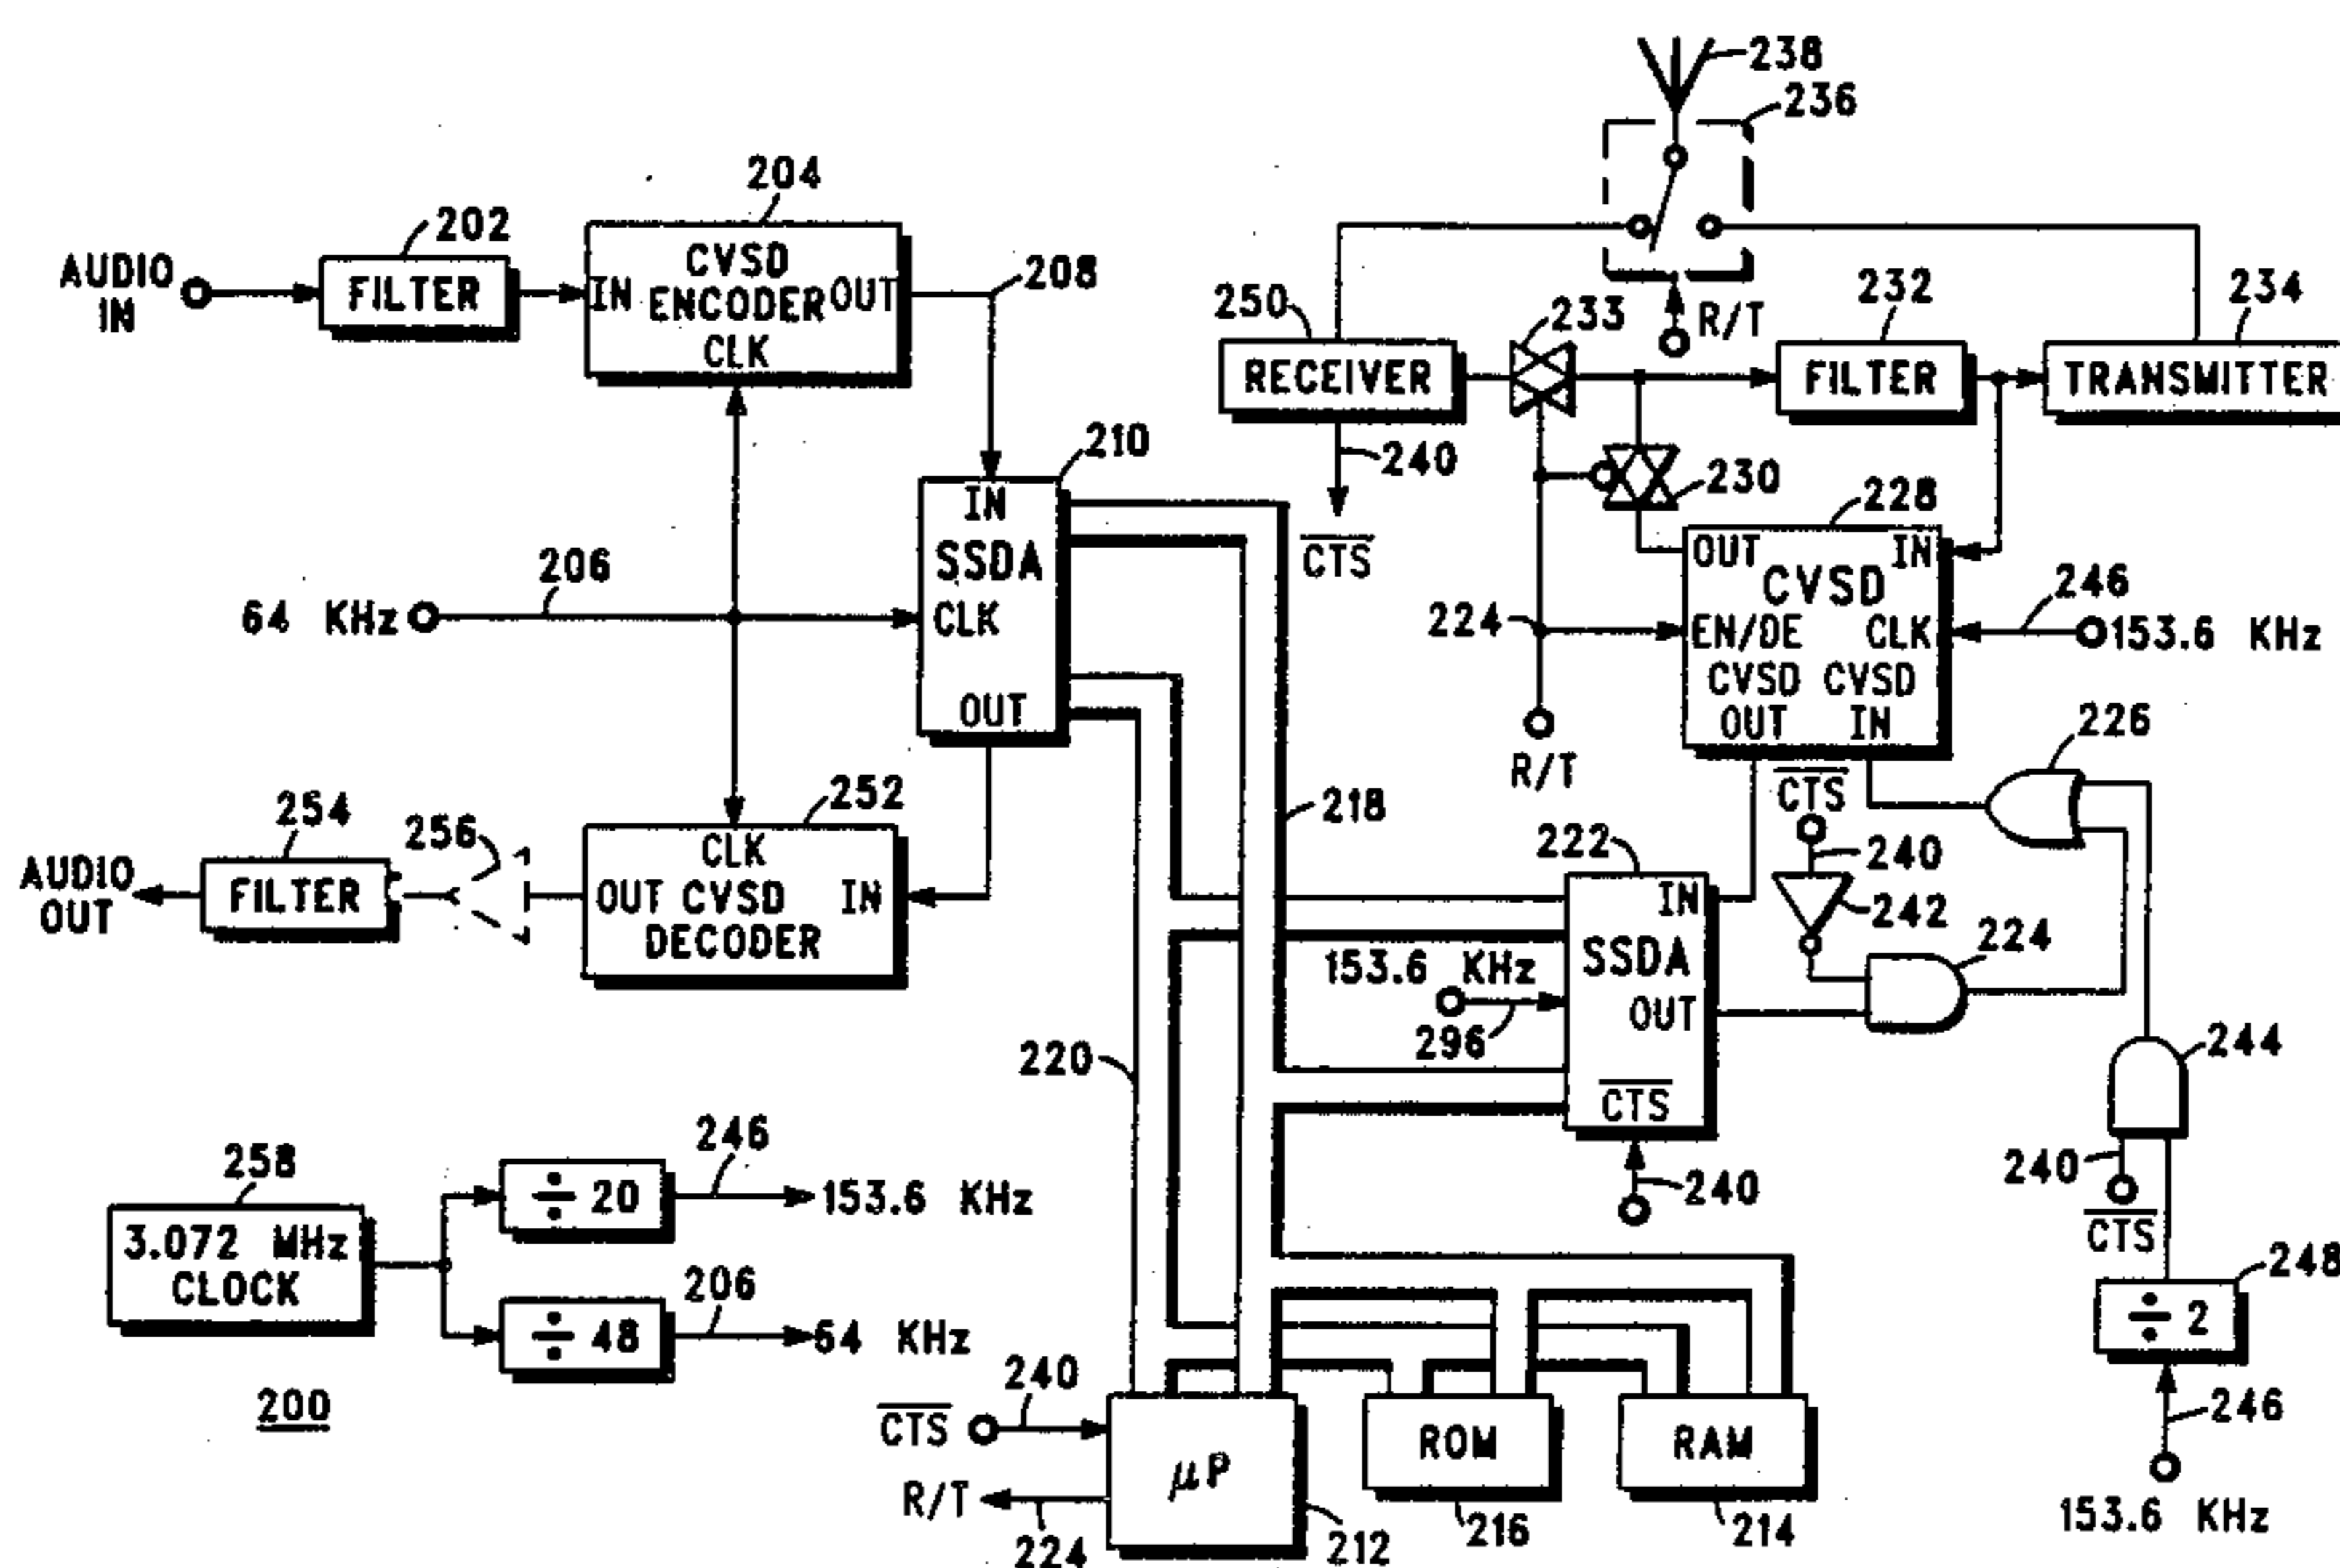 238
236
204
202
AUDIO
IN
FILTER
CVSD
IN ENCODER OUT
CLK
208
R/T
250
233
232
234
RECEIVER
FILTER
TRANSMITTER
240
CTS
210
IN
SSDA
CLK
OUT
230
228
OUT IN
CVSD
EN/DE CLK
CVSD CVSD
OUT IN
246
153.6 KHz
224
R/T
206
64 KHz
226
CTS
240
242
224
254
256
252
AUDIO
OUT
FILTER
CLK
OUT CVSD IN
DECODER
218
222
IN
SSDA
OUT
CTS
153.6 KHz
296
220
240
244
240
CTS
248
÷ 2
246
153.6 KHz
258
3.072 MHz
CLOCK
÷ 20
246
153.6 KHz
÷ 48
206
64 KHz
200
CTS
240
R/T
224
μP
212
ROM
216
RAM
214